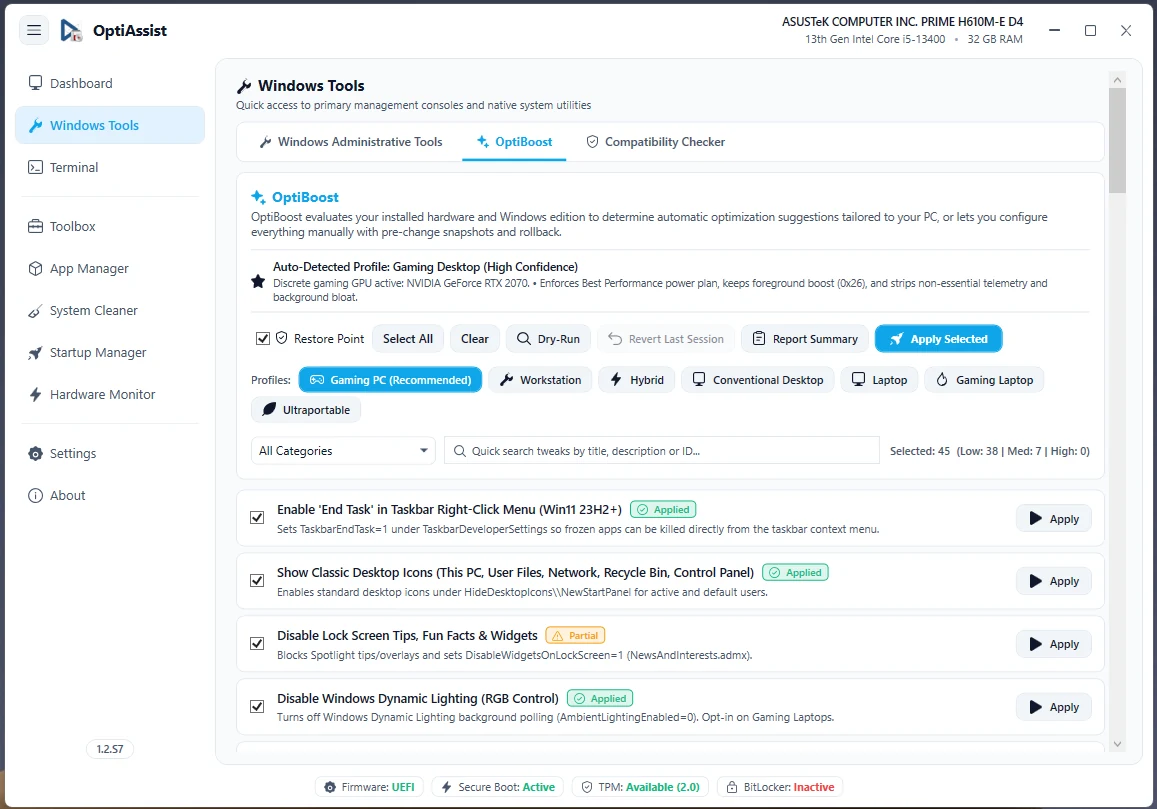 OptiAssist
ASUSTeK COMPUTER INC. PRIME H610M-E D4
13th Gen Intel Core i5-13400 • 32 GB RAM
Dashboard
Windows Tools
Terminal
Toolbox
App Manager
System Cleaner
Startup Manager
Hardware Monitor
Settings
About
1.2.S7
Windows Tools
Quick access to primary management consoles and native system utilities
Windows Administrative Tools
OptiBoost
Compatibility Checker
OptiBoost
OptiBoost evaluates your installed hardware and Windows edition to determine automatic optimization suggestions tailored to your PC, or lets you configure
everything manually with pre-change snapshots and rollback.
Auto-Detected Profile: Gaming Desktop (High Confidence)
Discrete gaming GPU active: NVIDIA GeForce RTX 2070. • Enforces Best Performance power plan, keeps foreground boost (0x26), and strips non-essential telemetry and
background bloat.
Restore Point Select All Clear Dry-Run Revert Last Session Report Summary Apply Selected
Profiles: Gaming PC (Recommended) Workstation Hybrid Conventional Desktop Laptop Gaming Laptop
Ultraportable
All Categories Quick search tweaks by title, description or ID... Selected: 45 (Low: 38 | Med: 7 | High: 0)
Enable 'End Task' in Taskbar Right-Click Menu (Win11 23H2+) Applied
Sets TaskbarEndTask=1 under TaskbarDeveloperSettings so frozen apps can be killed directly from the taskbar context menu.
Apply
Show Classic Desktop Icons (This PC, User Files, Network, Recycle Bin, Control Panel) Applied
Enables standard desktop icons under HideDesktopIcons\\NewStartPanel for active and default users.
Apply
Disable Lock Screen Tips, Fun Facts & Widgets Partial
Blocks Spotlight tips/overlays and sets DisableWidgetsOnLockScreen=1 (NewsAndInterests.admx).
Apply
Disable Windows Dynamic Lighting (RGB Control) Applied
Turns off Windows Dynamic Lighting background polling (AmbientLightingEnabled=0). Opt-in on Gaming Laptops.
Apply
Firmware: UEFI Secure Boot: Active TPM: Available (2.0) BitLocker: Inactive